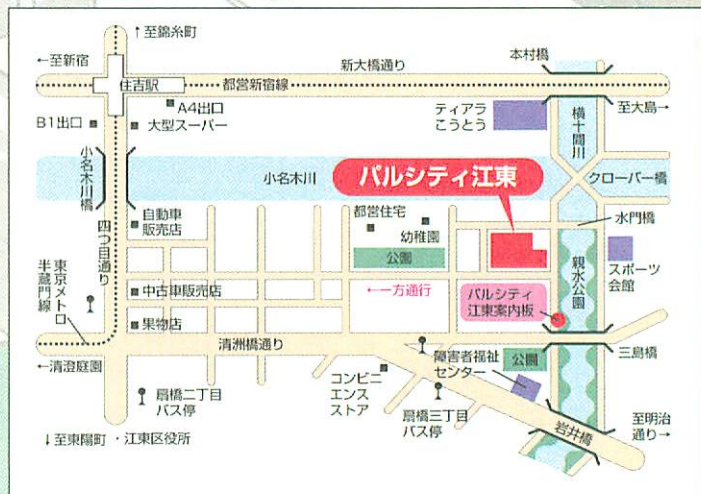 ↑至錦糸町
←至新宿
住吉駅
都営新宿線
新大橋通り
本村橋
A4出口
B1出口
大型スーパー
ティアラ
こうとう
横十間川
至大島→
小名木川橋
小名木川
パルシティ江東
クローバー橋
水門橋
四つ目通り
自動車
販売店
都営住宅
幼稚園
公園
親水公園
スポーツ
会館
東京メトロ
半蔵門線
中古車販売店
←一方通行
パルシティ
江東案内板
果物店
清洲橋通り
←清澄庭園
障害者福祉
センター
公園
三島橋
扇橋二丁目
バス停
コンビニ
エンス
ストア
扇橋三丁目
バス停
岩井橋
至明治
通り→
↓至東陽町・江東区役所